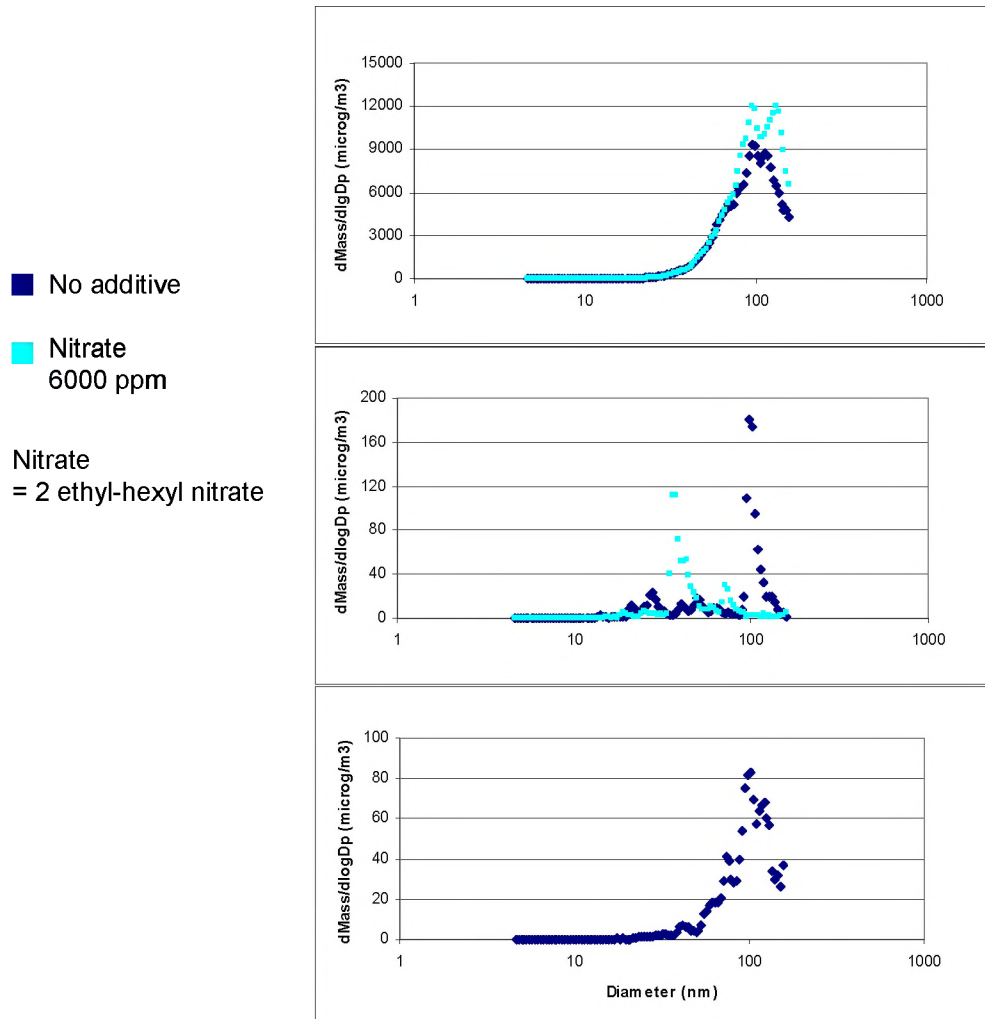 No additive
Nitrate
6000 ppm
Nitrate
= 2 ethyl-hexyl nitrate
dMass/dlgDp (microg/m3)
15000
12000
9000
6000
3000
0
1 10 100 1000
dMass/dlogDp (microg/m3)
200
160
120
80
40
0
1 10 100 1000
dMass/dlogDp (microg/m3)
100
80
60
40
20
0
1 10 100 1000
Diameter (nm)